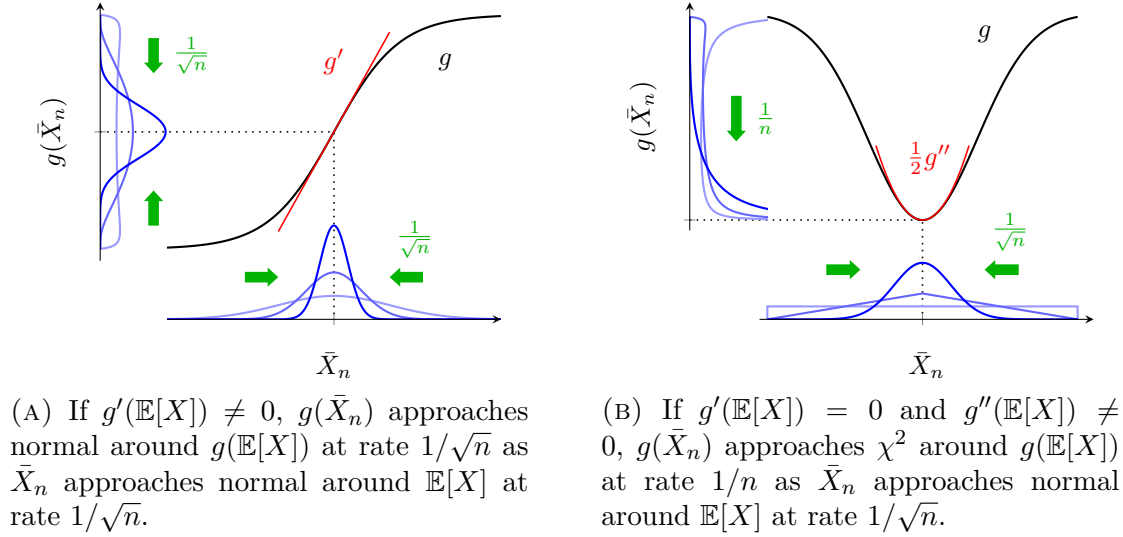 1/√n
g′
g
g(X̄ₙ)
1/√n
X̄ₙ
(A) If g′(𝔼[X]) ≠ 0, g(X̄ₙ) approaches
normal around g(𝔼[X]) at rate 1/√n as
X̄ₙ approaches normal around 𝔼[X] at
rate 1/√n.
g
1/n
g(X̄ₙ)
½g″
1/√n
X̄ₙ
(B) If g′(𝔼[X]) = 0 and g″(𝔼[X]) ≠
0, g(X̄ₙ) approaches χ² around g(𝔼[X])
at rate 1/n as X̄ₙ approaches normal
around 𝔼[X] at rate 1/√n.